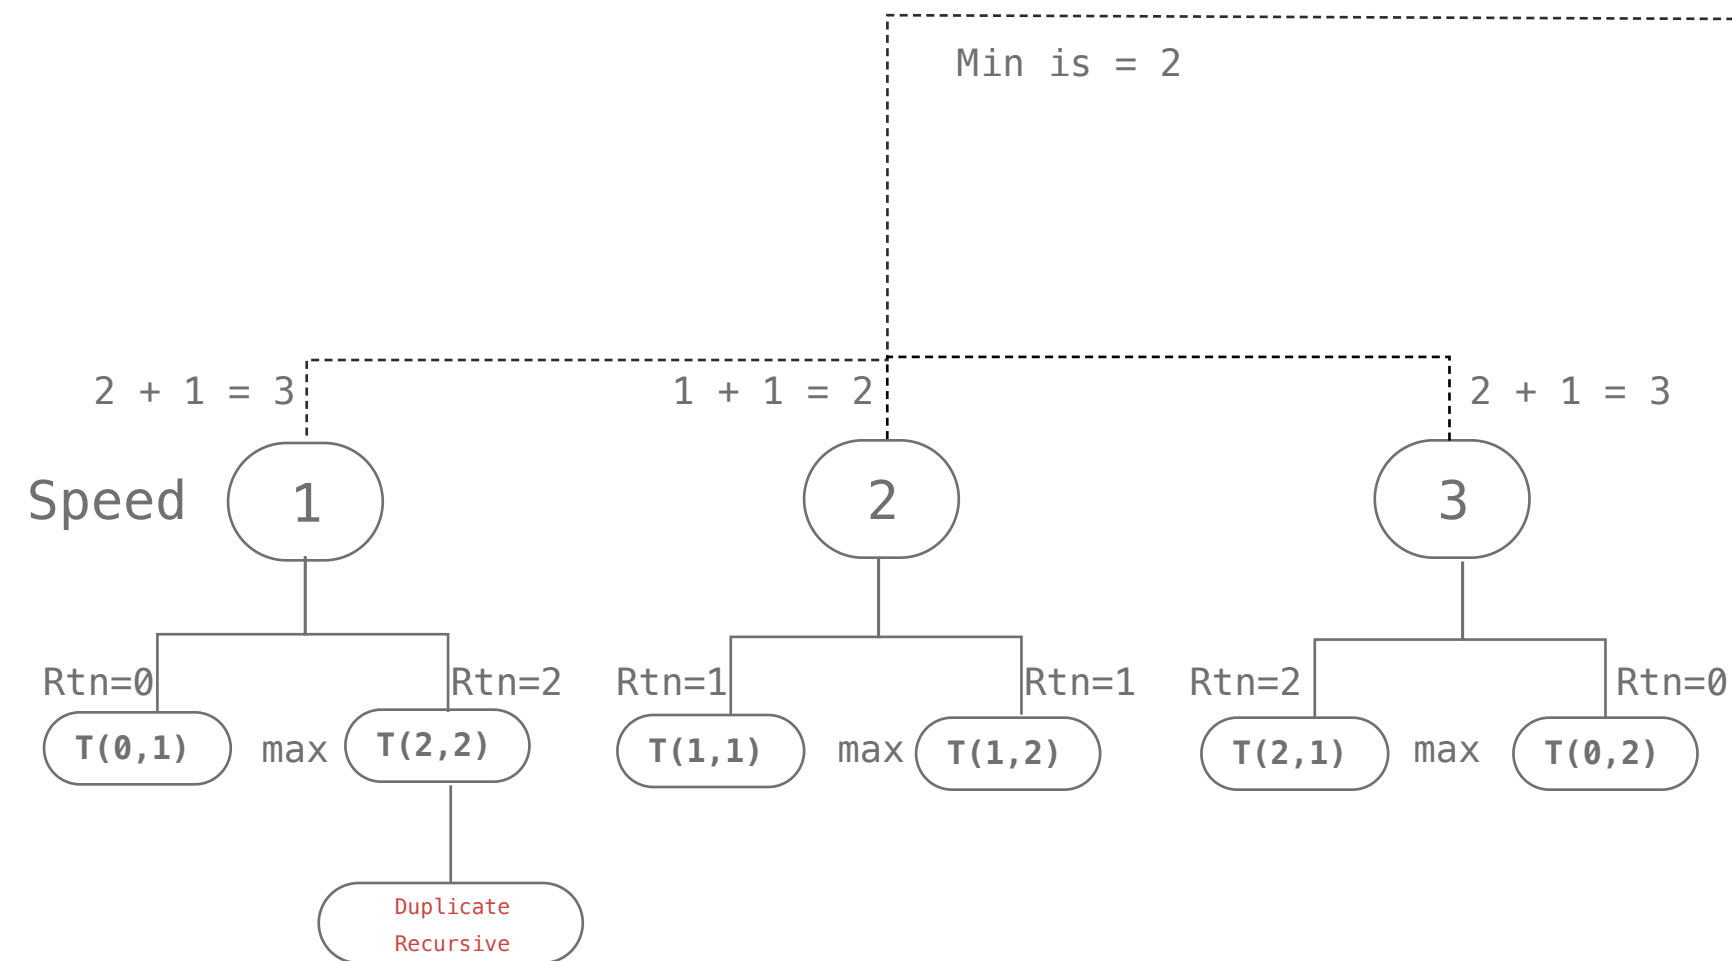 Min is = 2
2 + 1 = 3
1 + 1 = 2
2 + 1 = 3
Speed
1
2
3
Rtn=0
Rtn=2
Rtn=1
Rtn=1
Rtn=2
Rtn=0
T(0,1)
max
T(2,2)
T(1,1)
max
T(1,2)
T(2,1)
max
T(0,2)
Duplicate
Recursive